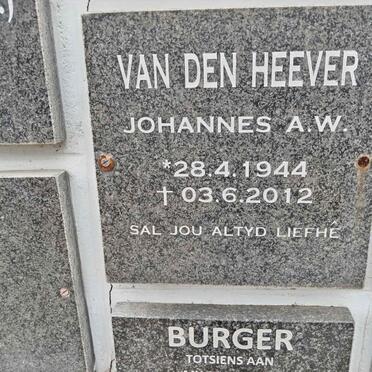 VAN DEN HEEVER
JOHANNES A.W.
*28.4.1944
†03.6.2012
SAL JOU ALTYD LIEFHÊ
BURGER
TOTSIENS AAN